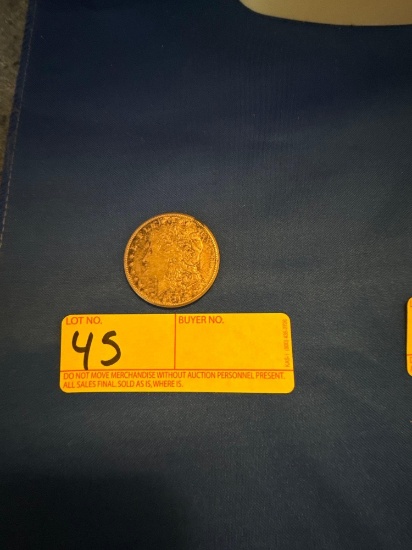 LOT NO. BUYER NO.
45
DO NOT MOVE MERCHANDISE WITHOUT AUCTION PERSONNEL PRESENT.
ALL SALES FINAL. SOLD AS IS, WHERE IS.